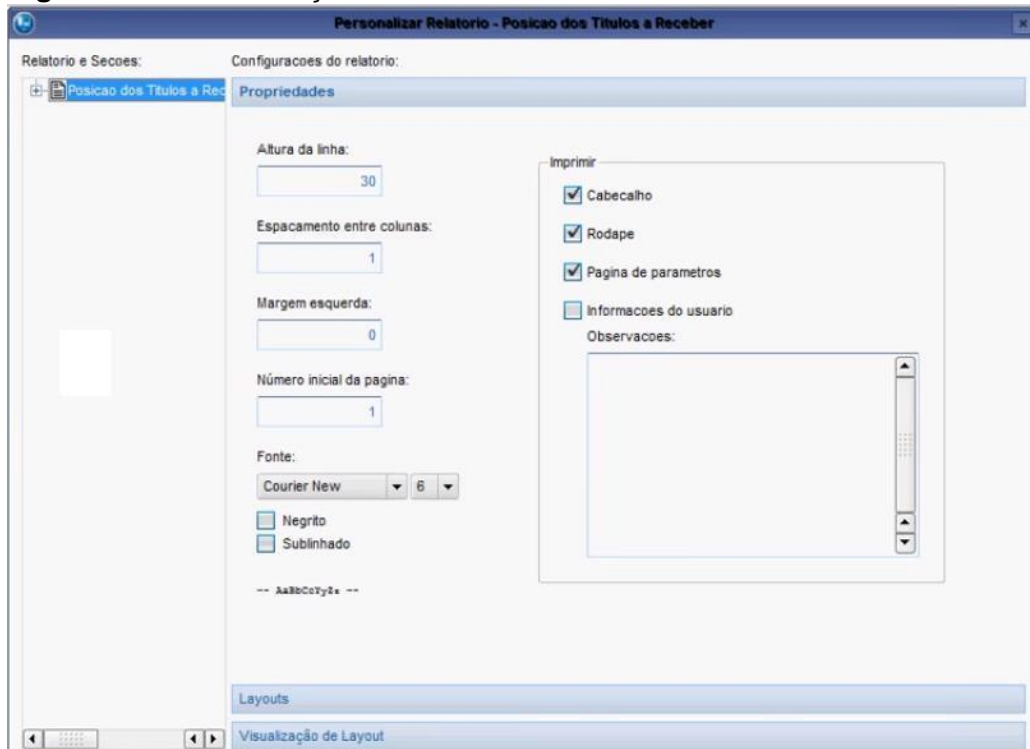 Personalizar Relatorio - Posicao dos Titulos a Receber
Relatorio e Secoes:
Configuracoes do relatorio:
Posicao dos Titulos a Rec
Propriedades
Altura da linha:
30
Espacamento entre colunas:
1
Margem esquerda:
0
Número inicial da pagina:
1
Fonte:
Courier New 6
Negrito
Sublinhado
-- AaBbCcYyZz --
Imprimir
Cabecalho
Rodape
Pagina de parametros
Informacoes do usuario
Observacoes:
Layouts
Visualização de Layout